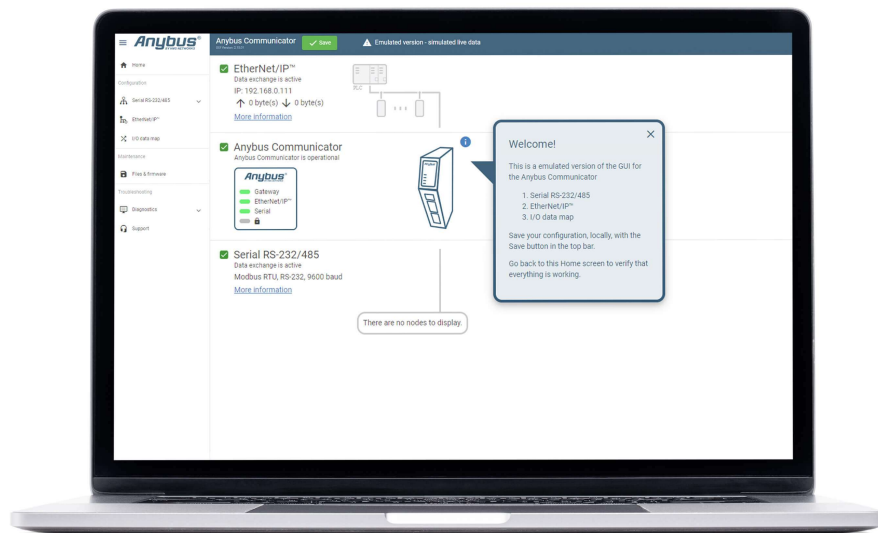 Anybus®
BY HMS NETWORKS
Anybus Communicator
Save
Emulated version - simulated live data
Home
Configuration
Serial RS-232/485
EtherNet/IP™
I/O data map
Maintenance
Files & firmware
Troubleshooting
Diagnostics
Support
EtherNet/IP™
Data exchange is active
IP: 192.168.0.111
0 byte(s) 0 byte(s)
More information
PLC
Anybus Communicator
Anybus Communicator is operational
Anybus®
Gateway
EtherNet/IP™
Serial
Anybus
Serial RS-232/485
Data exchange is active
Modbus RTU, RS-232, 9600 baud
More information
There are no nodes to display.
Welcome!
This is a emulated version of the GUI for
the Anybus Communicator
1. Serial RS-232/485
2. EtherNet/IP™
3. I/O data map
Save your configuration, locally, with the
Save button in the top bar.
Go back to this Home screen to verify that
everything is working.